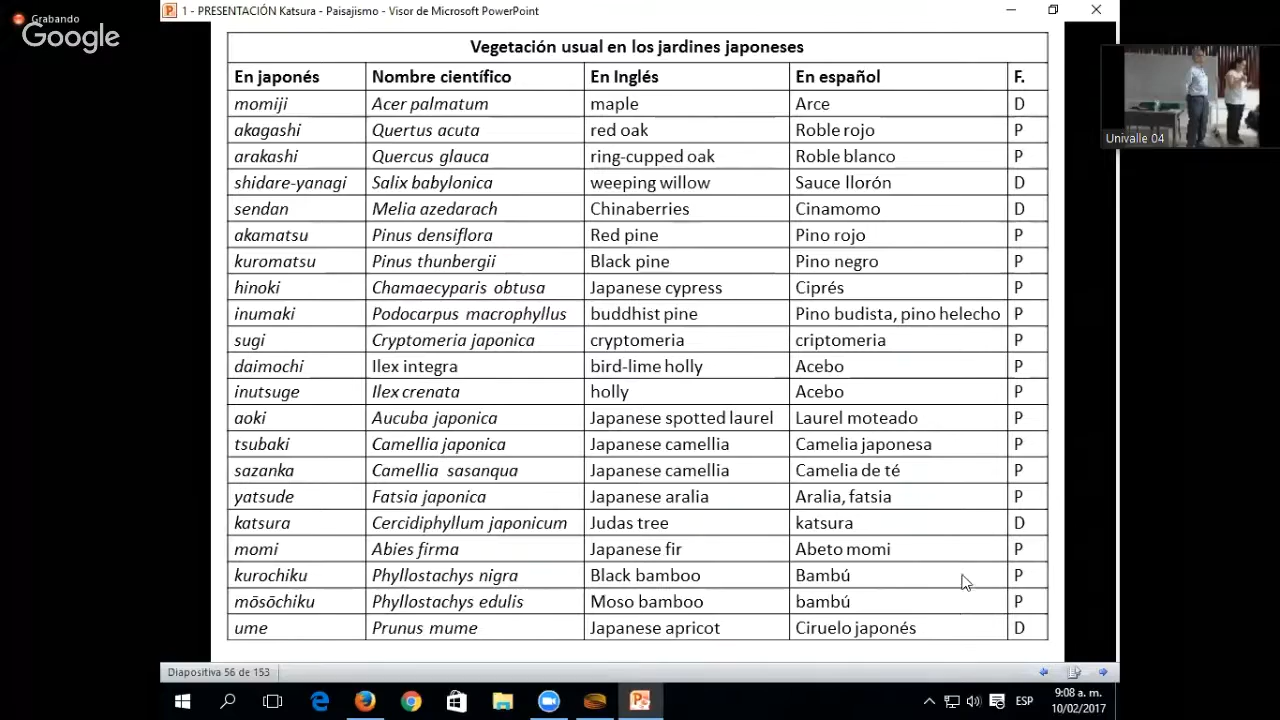 Grabando
Google
1 - PRESENTACIÓN Katsura - Paisajismo - Visor de Microsoft PowerPoint
Vegetación usual en los jardines japoneses
En japonés Nombre científico En Inglés En español F.
momiji Acer palmatum maple Arce D
akagashi Quertus acuta red oak Roble rojo P
arakashi Quercus glauca ring-cupped oak Roble blanco P
shidare-yanagi Salix babylonica weeping willow Sauce llorón D
sendan Melia azedarach Chinaberries Cinamomo D
akamatsu Pinus densiflora Red pine Pino rojo P
kuromatsu Pinus thunbergii Black pine Pino negro P
hinoki Chamaecyparis obtusa Japanese cypress Ciprés P
inumaki Podocarpus macrophyllus buddhist pine Pino budista, pino helecho P
sugi Cryptomeria japonica cryptomeria criptomeria P
daimochi Ilex integra bird-lime holly Acebo P
inutsuge Ilex crenata holly Acebo P
aoki Aucuba japonica Japanese spotted laurel Laurel moteado P
tsubaki Camellia japonica Japanese camellia Camelia japonesa P
sazanka Camellia sasanqua Japanese camellia Camelia de té P
yatsude Fatsia japonica Japanese aralia Aralia, fatsia P
katsura Cercidiphyllum japonicum Judas tree katsura D
momi Abies firma Japanese fir Abeto momi P
kurochiku Phyllostachys nigra Black bamboo Bambú P
mōsōchiku Phyllostachys edulis Moso bamboo bambú P
ume Prunus mume Japanese apricot Ciruelo japonés D
Univalle 04
Diapositiva 56 de 153
ESP
9:08 a. m.
10/02/2017